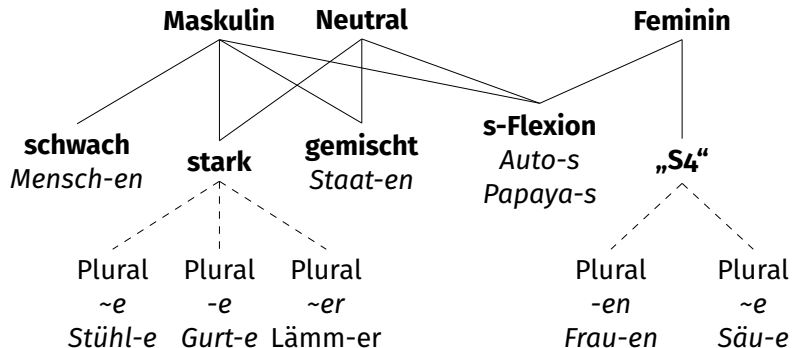 Maskulin Neutral Feminin
schwach
Mensch-en
stark
gemischt
Staat-en
s-Flexion
Auto-s
Papaya-s
„S4“
Plural
~e
Stühl-e
Plural
-e
Gurt-e
Plural
~er
Lämm-er
Plural
-en
Frau-en
Plural
~e
Säu-e